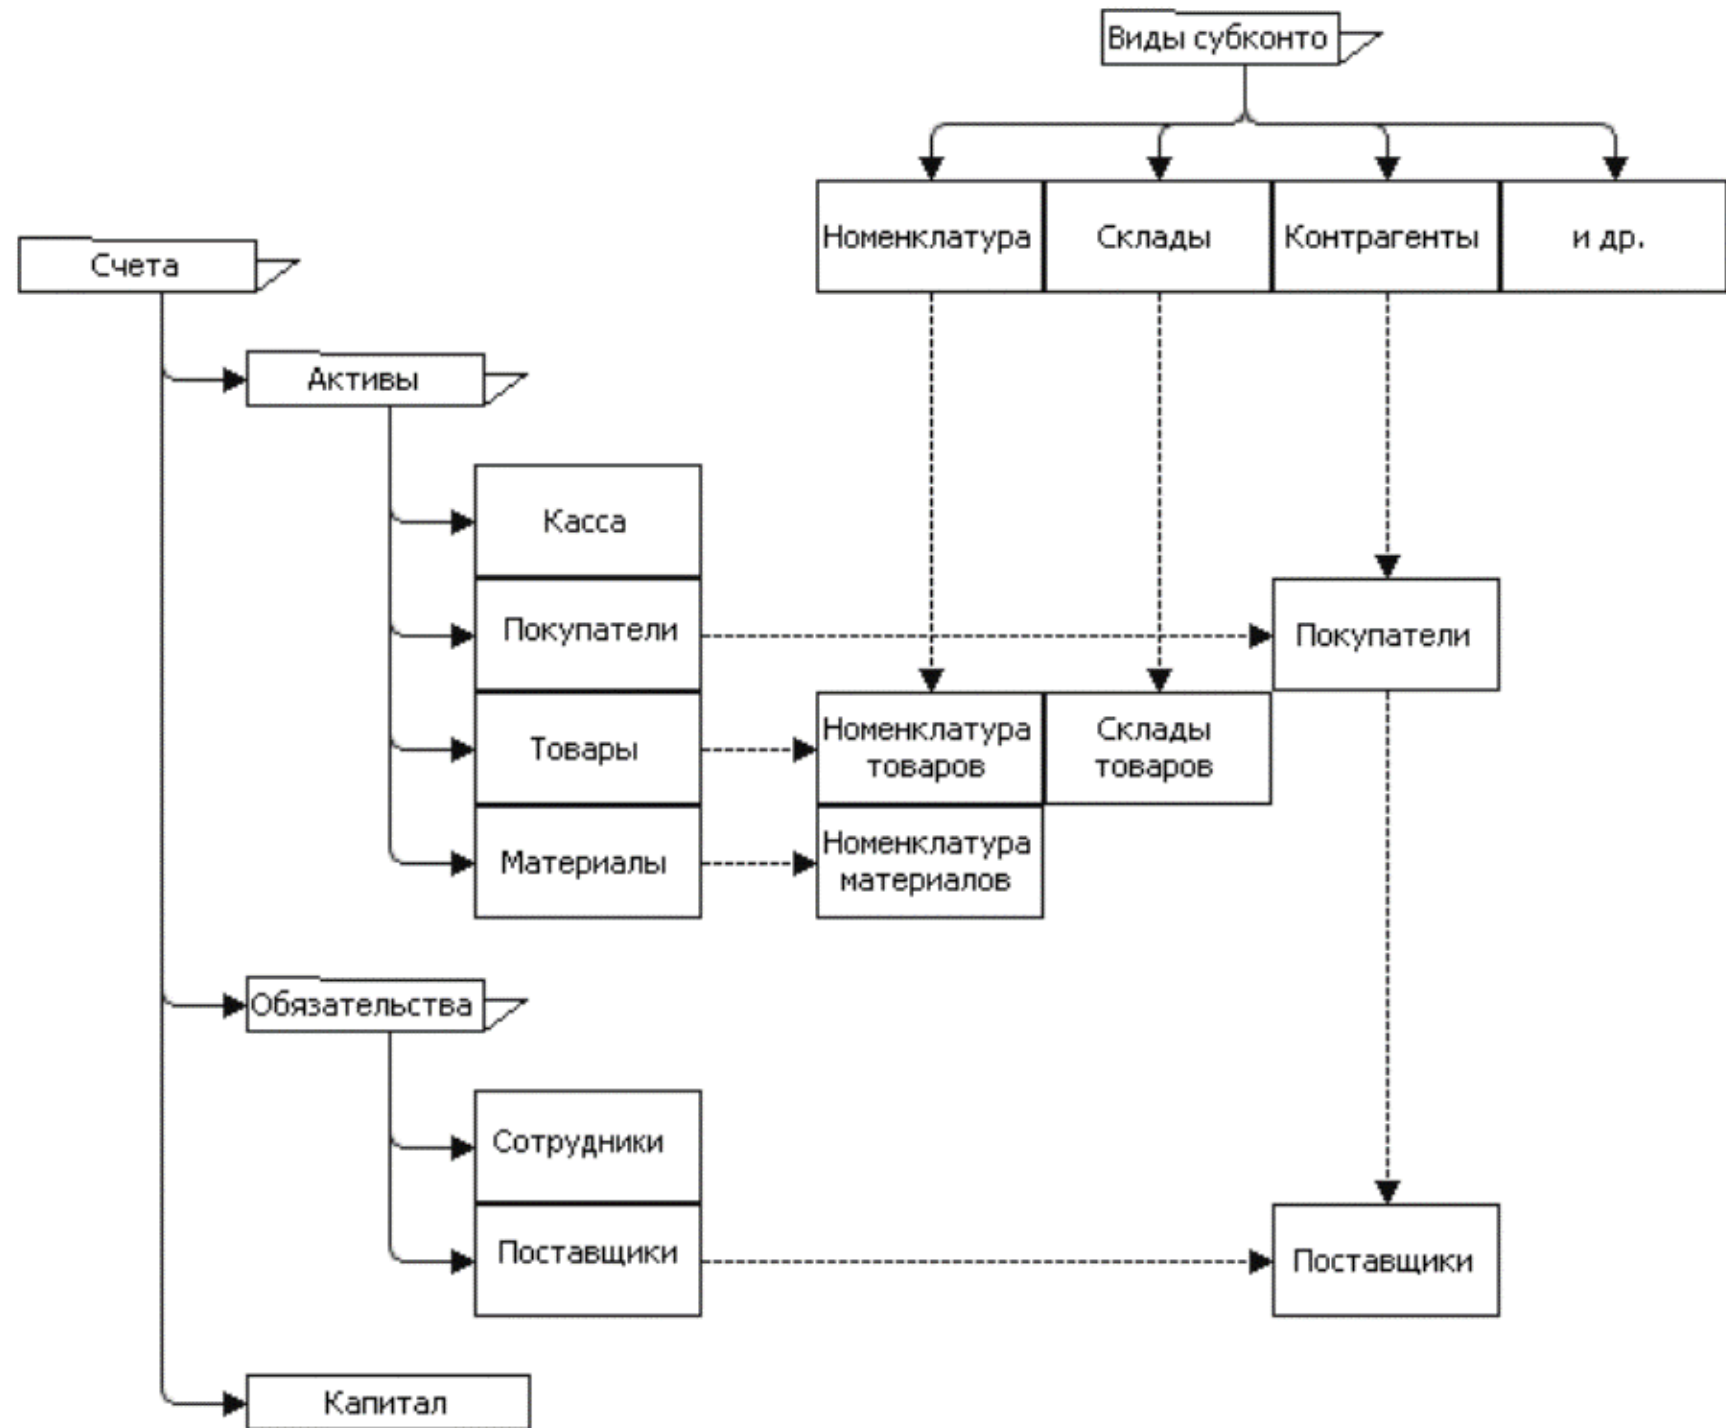 Виды субконто
Номенклатура
Склады
Контрагенты
и др.
Счета
Активы
Касса
Покупатели
Покупатели
Товары
Номенклатура
товаров
Склады
товаров
Материалы
Номенклатура
материалов
Обязательства
Сотрудники
Поставщики
Поставщики
Капитал